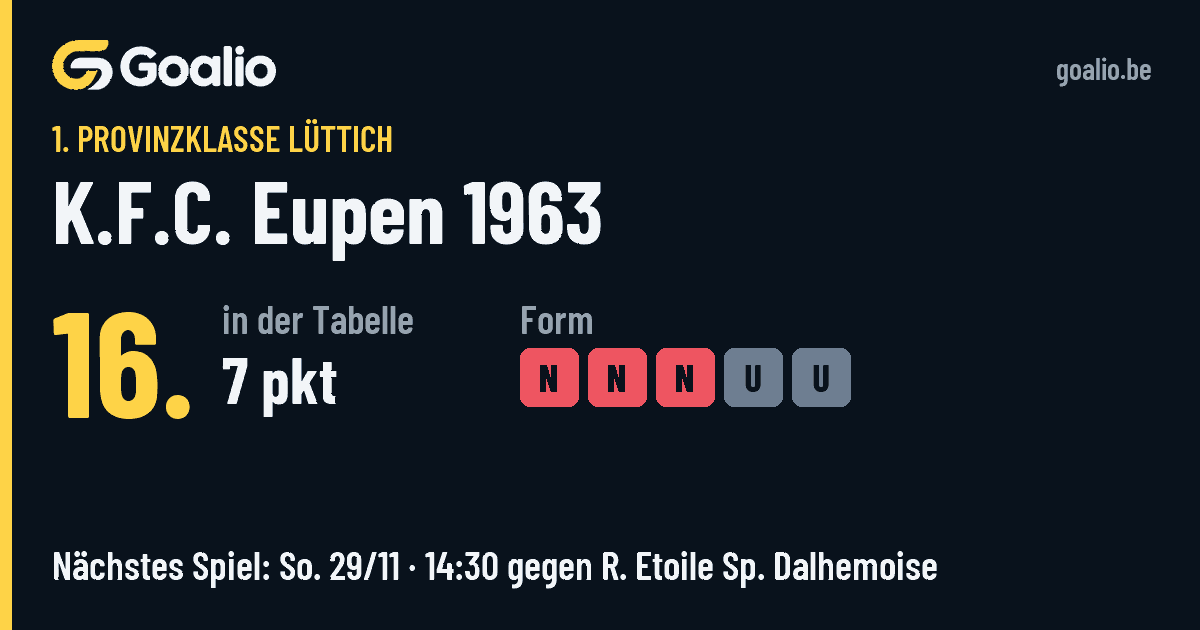 Goalio
goalio.be
1. PROVINZKLASSE LÜTTICH
K.F.C. Eupen 1963
16.
in der Tabelle
7 pkt
Form
N N N U U
Nächstes Spiel: So. 29/11 · 14:30 gegen R. Etoile Sp. Dalhemoise